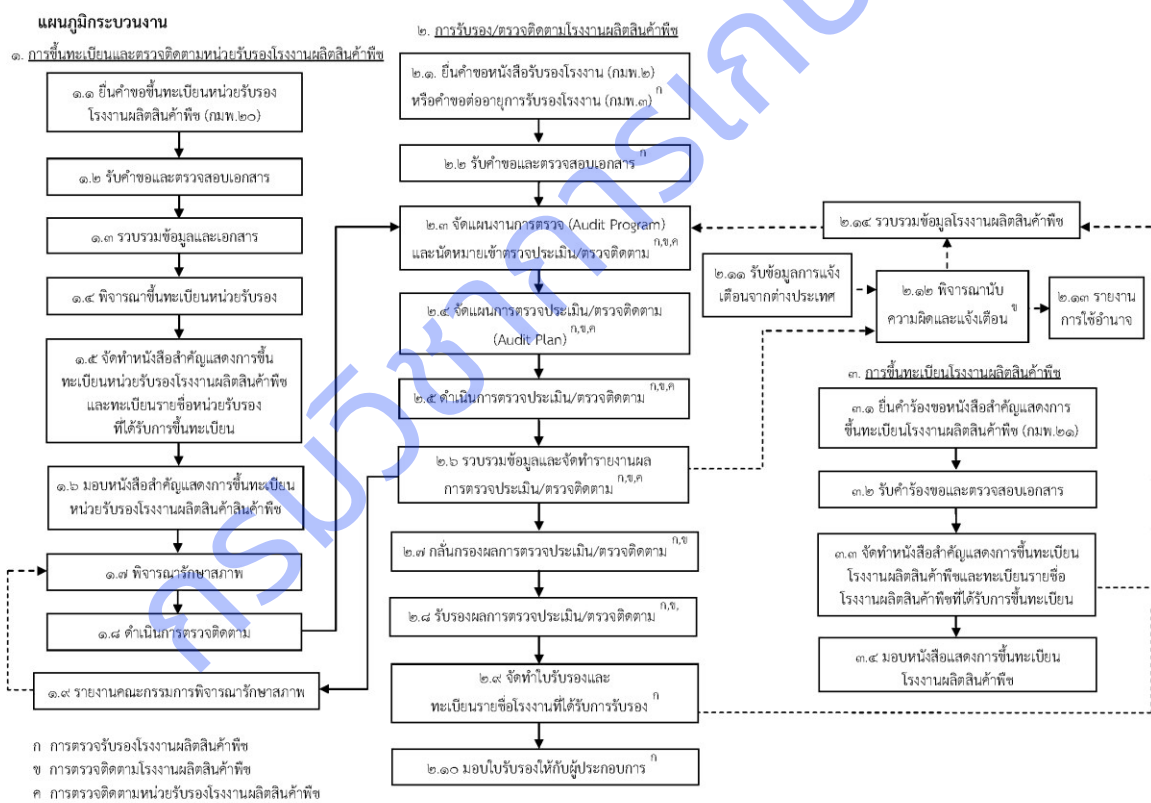 แผนภูมิกระบวนงาน
๑. การขึ้นทะเบียนและตรวจติดตามหน่วยรับรองโรงงานผลิตสินค้าพืช
๑.๑ ยื่นคำขอขึ้นทะเบียนหน่วยรับรอง
โรงงานผลิตสินค้าพืช (กมพ.๒๐)
๑.๒ รับคำขอและตรวจสอบเอกสาร
๑.๓ รวบรวมข้อมูลและเอกสาร
๑.๔ พิจารณาขึ้นทะเบียนหน่วยรับรอง
๑.๕ จัดทำหนังสือสำคัญแสดงการขึ้น
ทะเบียนหน่วยรับรองโรงงานผลิตสินค้าพืช
และทะเบียนรายชื่อหน่วยรับรอง
ที่ได้รับการขึ้นทะเบียน
๑.๖ มอบหนังสือสำคัญแสดงการขึ้นทะเบียน
หน่วยรับรองโรงงานผลิตสินค้าสินค้าพืช
๑.๗ พิจารณารักษาสภาพ
๑.๘ ดำเนินการตรวจติดตาม
๑.๙ รายงานคณะกรรมการพิจารณารักษาสภาพ
๒. การรับรอง/ตรวจติดตามโรงงานผลิตสินค้าพืช
๒.๑. ยื่นคำขอหนังสือรับรองโรงงาน (กมพ.๒)
หรือคำขอต่ออายุการรับรองโรงงาน (กมพ.๓) ก
๒.๒ รับคำขอและตรวจสอบเอกสาร ก
๒.๓ จัดแผนงานการตรวจ (Audit Program)
และนัดหมายเข้าตรวจประเมิน/ตรวจติดตาม ก,ข,ค
๒.๔ จัดแผนการตรวจประเมิน/ตรวจติดตาม
(Audit Plan) ก,ข,ค
๒.๕ ดำเนินการตรวจประเมิน/ตรวจติดตาม ก,ข,ค
๒.๖ รวบรวมข้อมูลและจัดทำรายงานผล
การตรวจประเมิน/ตรวจติดตาม ก,ข,ค
๒.๗ กลั่นกรองผลการตรวจประเมิน/ตรวจติดตาม ก,ข
๒.๘ รับรองผลการตรวจประเมิน/ตรวจติดตาม ก,ข,
๒.๙ จัดทำใบรับรองและ
ทะเบียนรายชื่อโรงงานที่ได้รับการรับรอง ก
๒.๑๐ มอบใบรับรองให้กับผู้ประกอบการ ก
๒.๑๔ รวบรวมข้อมูลโรงงานผลิตสินค้าพืช
๒.๑๑ รับข้อมูลการแจ้ง
เตือนจากต่างประเทศ
๒.๑๒ พิจารณานับ
ความผิดและแจ้งเตือน ข
๒.๑๓ รายงาน
การใช้อำนาจ
๓. การขึ้นทะเบียนโรงงานผลิตสินค้าพืช
๓.๑ ยื่นคำร้องขอหนังสือสำคัญแสดงการ
ขึ้นทะเบียนโรงงานผลิตสินค้าพืช (กมพ.๒๑)
๓.๒ รับคำร้องขอและตรวจสอบเอกสาร
๓.๓ จัดทำหนังสือสำคัญแสดงการขึ้นทะเบียน
โรงงานผลิตสินค้าพืชและทะเบียนรายชื่อ
โรงงานผลิตสินค้าพืชที่ได้รับการขึ้นทะเบียน
๓.๔ มอบหนังสือแสดงการขึ้นทะเบียน
โรงงานผลิตสินค้าพืช
ก การตรวจรับรองโรงงานผลิตสินค้าพืช
ข การตรวจติดตามโรงงานผลิตสินค้าพืช
ค การตรวจติดตามหน่วยรับรองโรงงานผลิตสินค้าพืช
กรมวิชาการเกษ